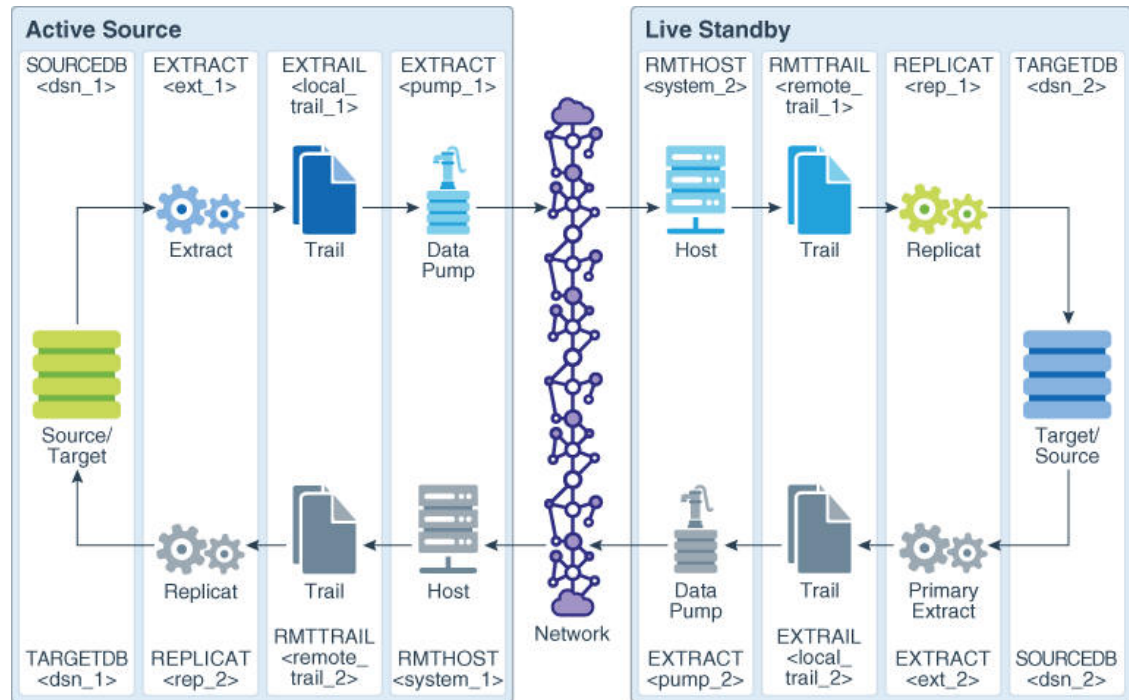 Active Source
Live Standby
SOURCEDB
<dsn_1>
EXTRACT
<ext_1>
EXTRAIL
<local_
trail_1>
EXTRACT
<pump_1>
RMTHOST
<system_2>
RMTTRAIL
<remote_
trail_1>
REPLICAT
<rep_1>
TARGETDB
<dsn_2>
Extract
Trail
Data
Pump
Host
Trail
Replicat
Source/
Target
Target/
Source
Replicat
Trail
Host
Network
Data
Pump
Trail
Primary
Extract
TARGETDB
<dsn_1>
REPLICAT
<rep_2>
RMTTRAIL
<remote_
trail_2>
RMTHOST
<system_1>
EXTRACT
<pump_2>
EXTRAIL
<local_
trail_2>
EXTRACT
<ext_2>
SOURCEDB
<dsn_2>